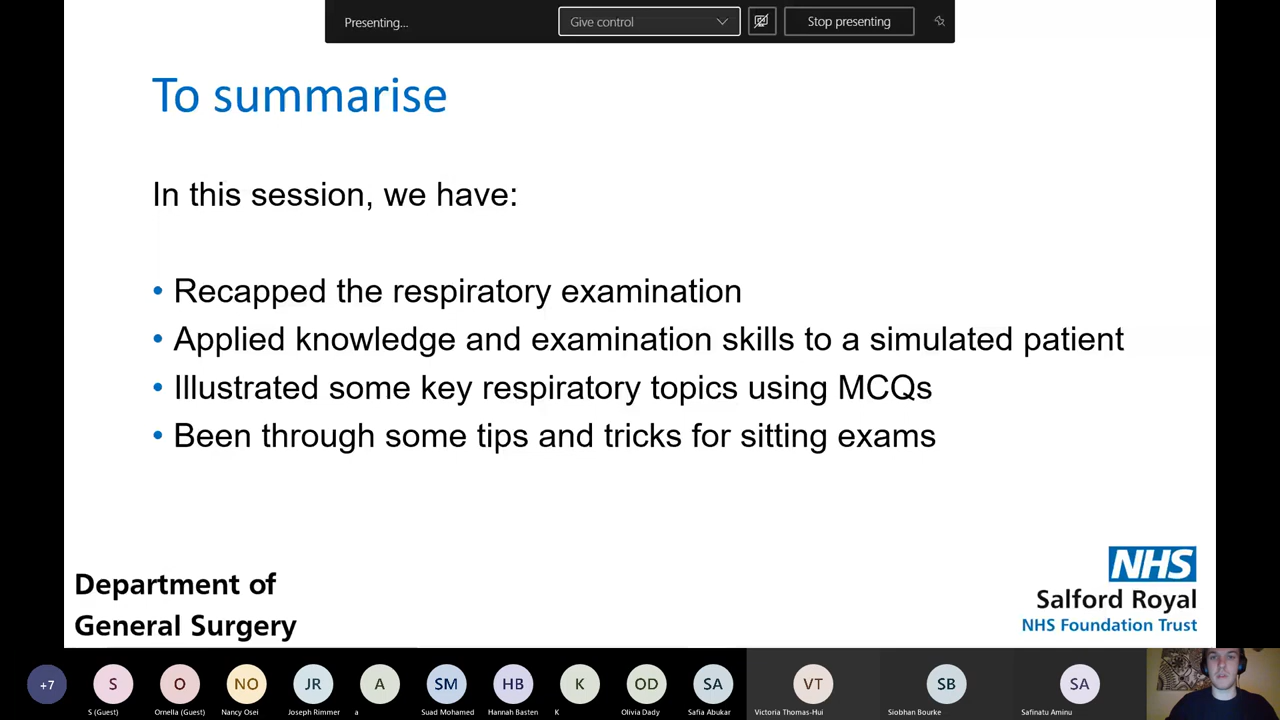 Presenting...
Give control
Stop presenting
To summarise
In this session, we have:
• Recapped the respiratory examination
• Applied knowledge and examination skills to a simulated patient
• Illustrated some key respiratory topics using MCQs
• Been through some tips and tricks for sitting exams
Department of
General Surgery
NHS
Salford Royal
NHS Foundation Trust
+7
S
O
NO
JR
A
SM
HB
K
OD
SA
VT
SB
SA
S (Guest)
Ornella (Guest)
Nancy Osei
Joseph Rimmer
a
Suad Mohamed
Hannah Basten
K
Olivia Dady
Safia Abukar
Victoria Thomas-Hui
Siobhan Bourke
Safinatu Aminu